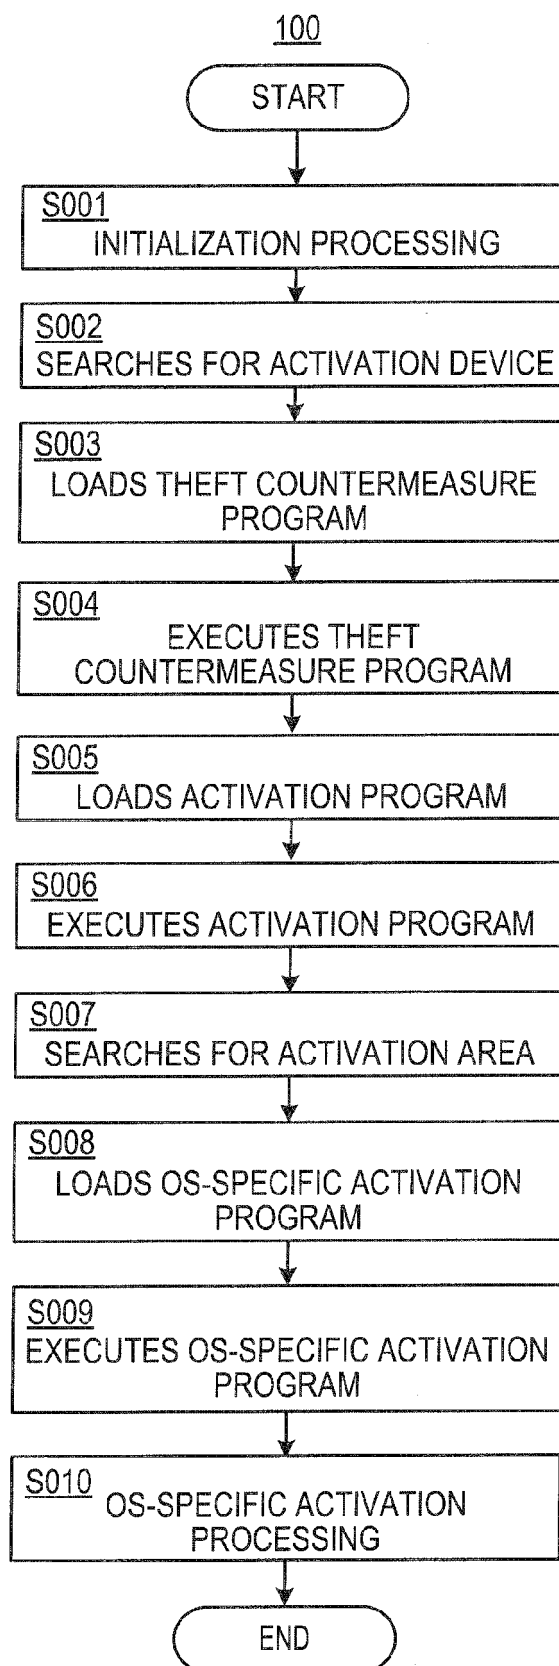 100
START
S001
INITIALIZATION PROCESSING
S002
SEARCHES FOR ACTIVATION DEVICE
S003
LOADS THEFT COUNTERMEASURE
PROGRAM
S004
EXECUTES THEFT
COUNTERMEASURE PROGRAM
S005
LOADS ACTIVATION PROGRAM
S006
EXECUTES ACTIVATION PROGRAM
S007
SEARCHES FOR ACTIVATION AREA
S008
LOADS OS-SPECIFIC ACTIVATION
PROGRAM
S009
EXECUTES OS-SPECIFIC ACTIVATION
PROGRAM
S010
OS-SPECIFIC ACTIVATION
PROCESSING
END